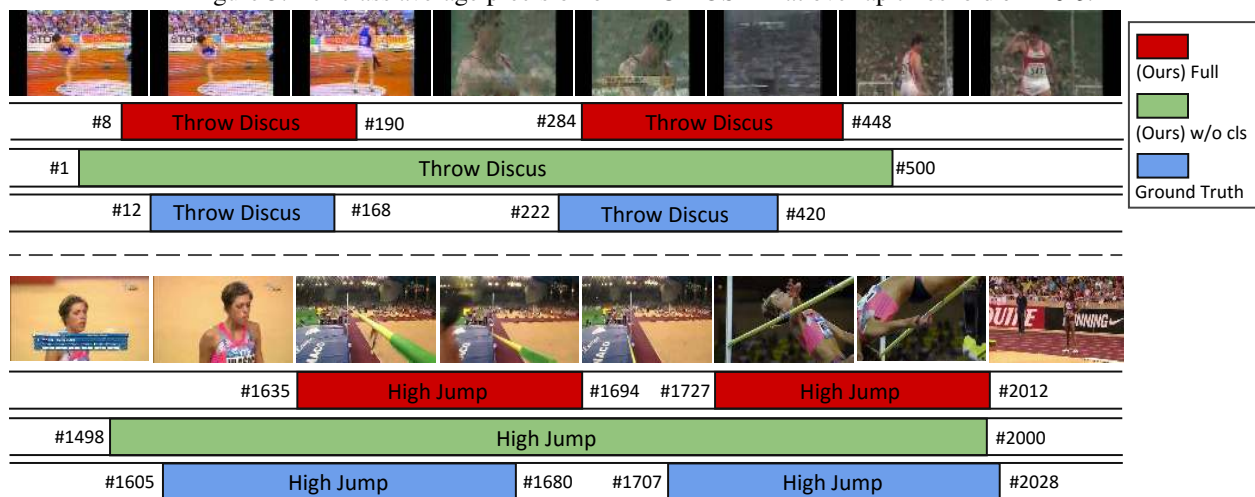 average precision
(Ours) Full
(Ours) w/o cls
Ground Truth
#8 Throw Discus #190 #284 Throw Discus #448
#1 Throw Discus #500
#12 Throw Discus #168 #222 Throw Discus #420
#1635 High Jump #1694 #1727 High Jump #2012
#1498 High Jump #2000
#1605 High Jump #1680 #1707 High Jump #2028